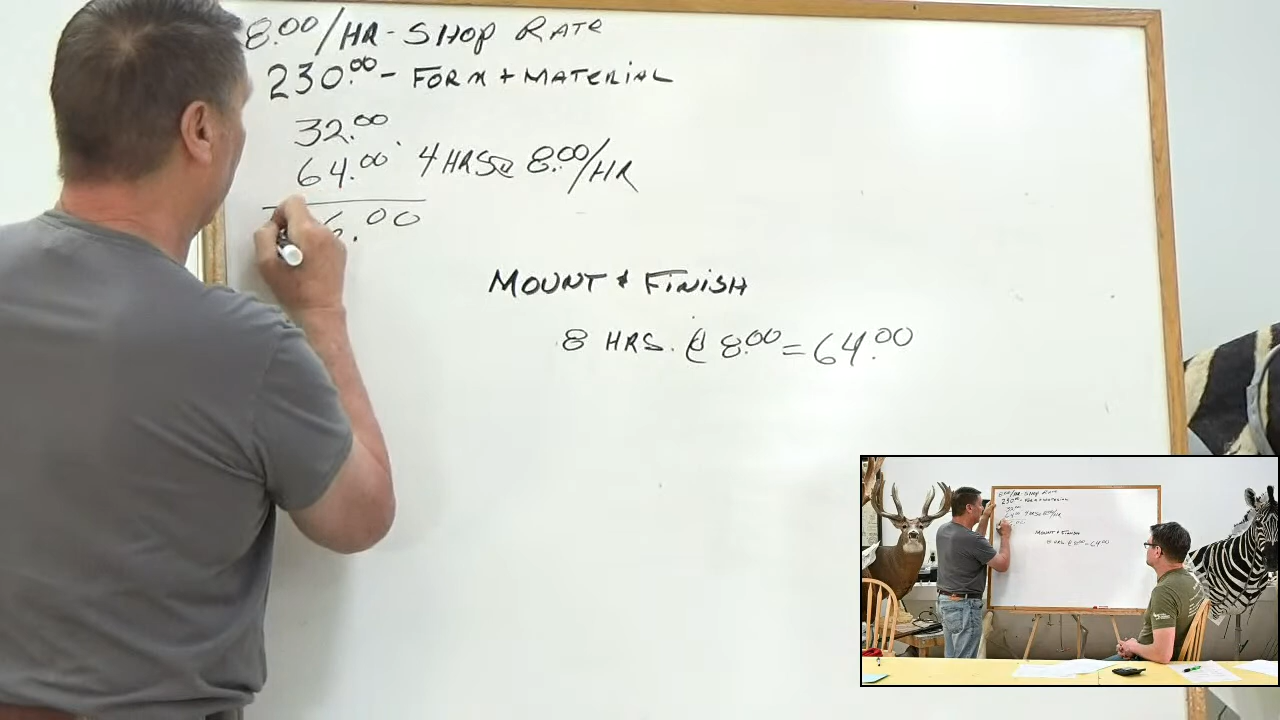 8.00/HR - SHOP RATE
230.00 - FORM + MATERIAL
32.00
64.00 4 HRS @ 8.00/HR
6.00
MOUNT & FINISH
8 HRS. @ 8.00 = 64.00